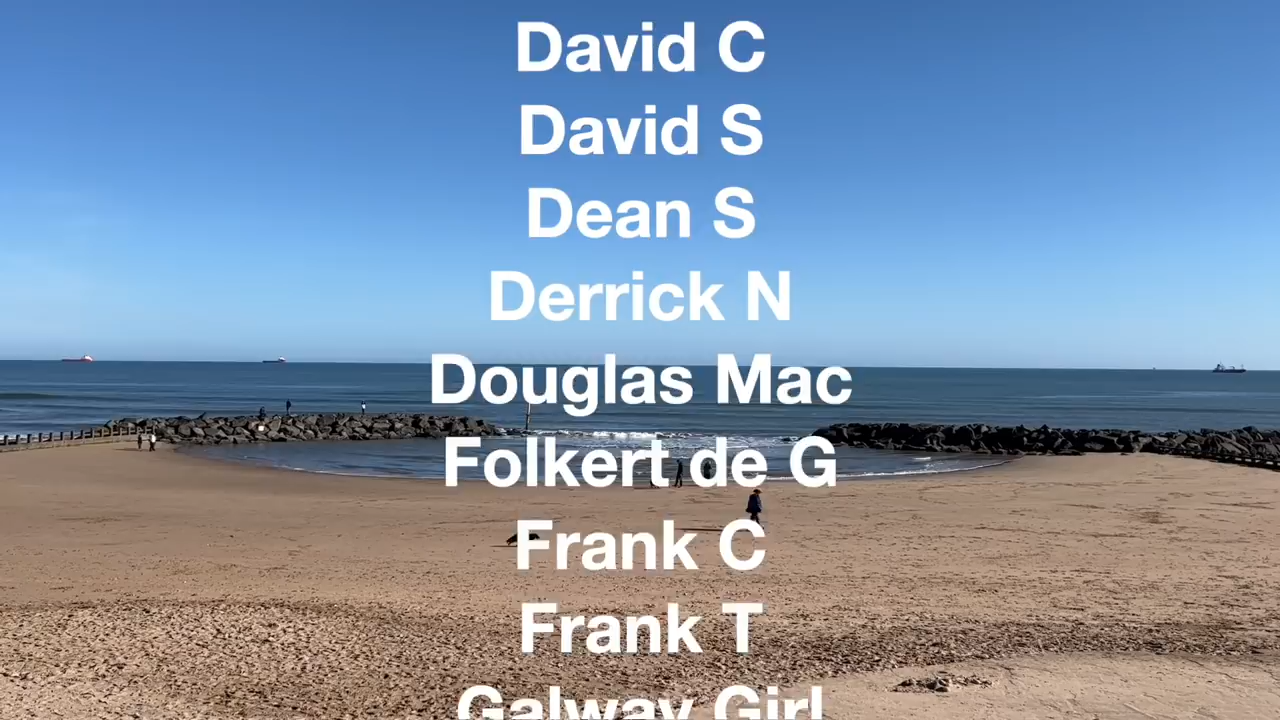 David C
David S
Dean S
Derrick N
Douglas Mac
Folkert de G
Frank C
Frank T
Galway Girl